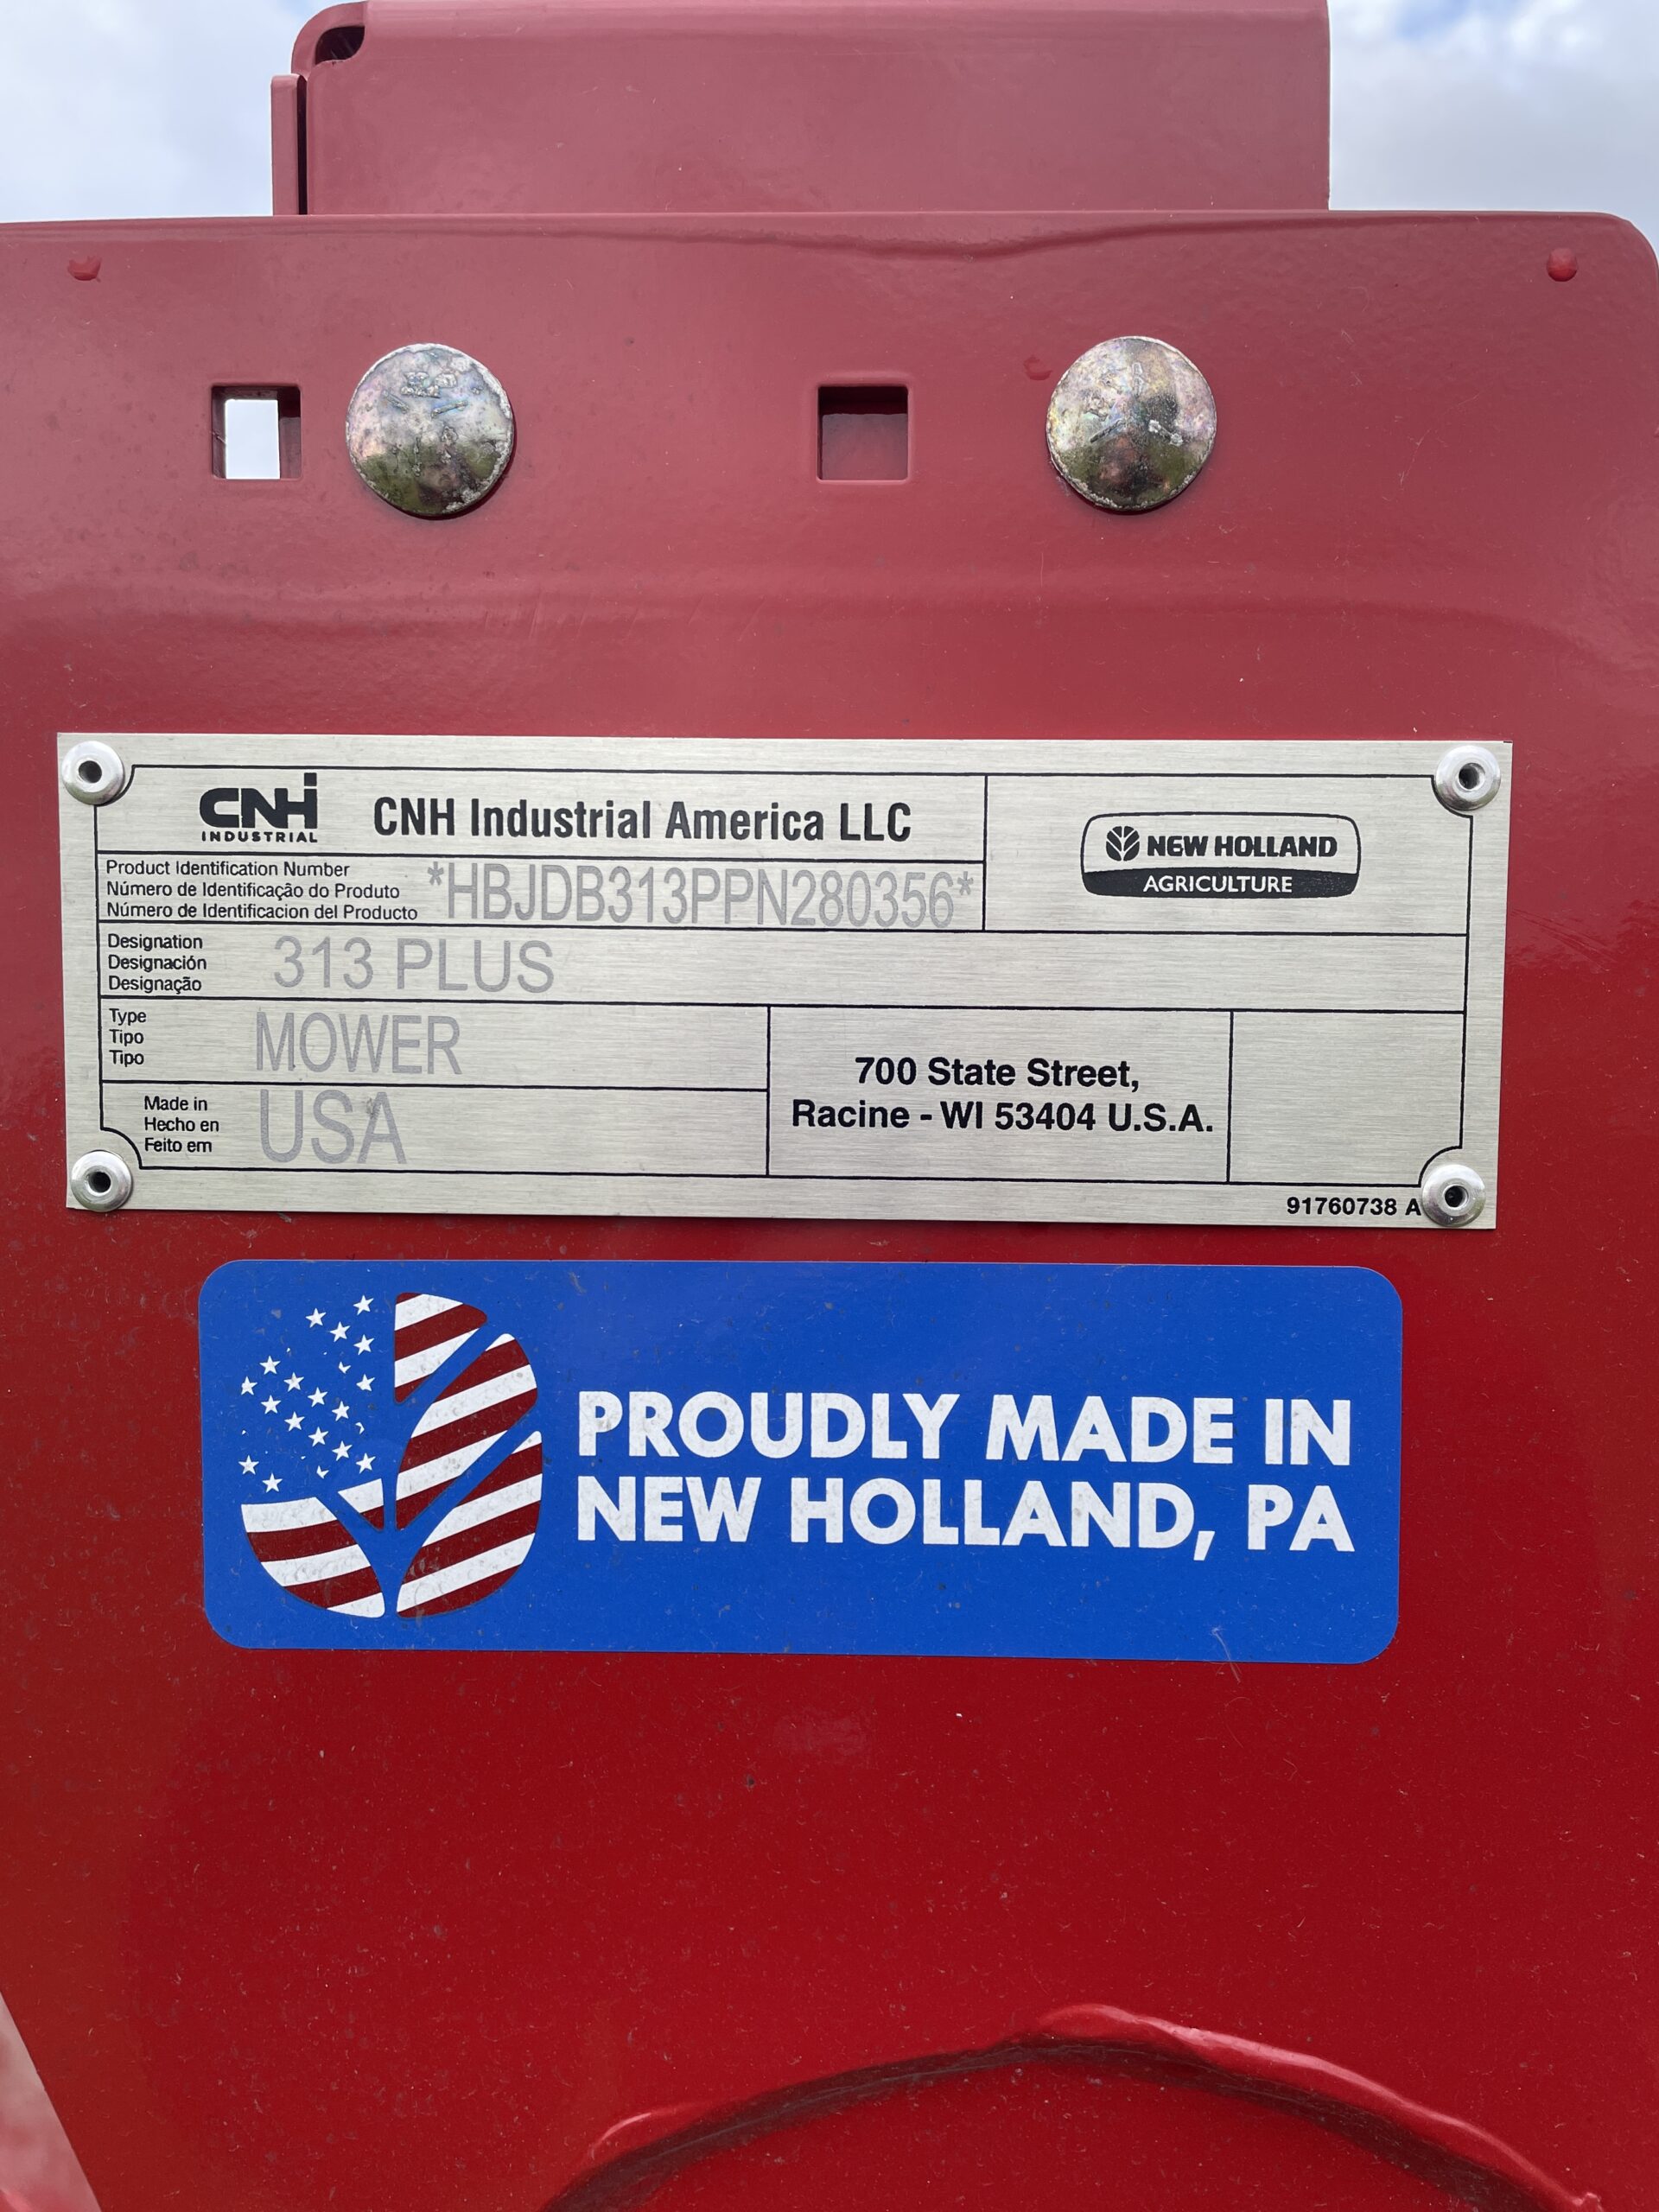 CNH
INDUSTRIAL
CNH Industrial America LLC
NEW HOLLAND
AGRICULTURE
Product Identification Number
Número de Identificação do Produto
Número de Identificacion del Producto
*HBJDB313PPN280356*
Designation
Designación
Designação
313 PLUS
Type
Tipo
Tipo
MOWER
Made in
Hecho en
Feito em
USA
700 State Street,
Racine - WI 53404 U.S.A.
91760738 A
PROUDLY MADE IN
NEW HOLLAND, PA